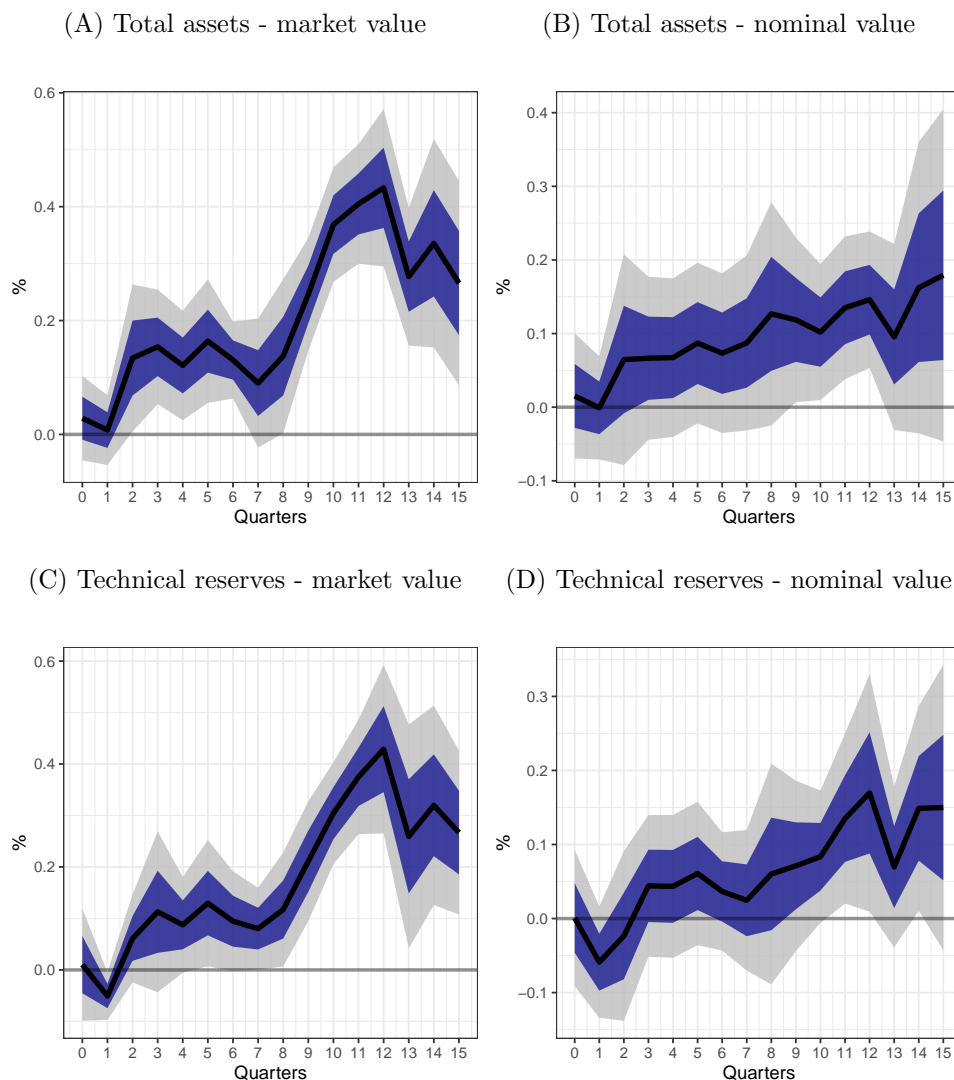 (A) Total assets - market value
(B) Total assets - nominal value
%
0.6
0.4
0.2
0.0
0 1 2 3 4 5 6 7 8 9 10 11 12 13 14 15
Quarters
%
0.4
0.3
0.2
0.1
0.0
−0.1
0 1 2 3 4 5 6 7 8 9 10 11 12 13 14 15
Quarters
(C) Technical reserves - market value
(D) Technical reserves - nominal value
%
0.6
0.4
0.2
0.0
0 1 2 3 4 5 6 7 8 9 10 11 12 13 14 15
Quarters
%
0.3
0.2
0.1
0.0
−0.1
0 1 2 3 4 5 6 7 8 9 10 11 12 13 14 15
Quarters